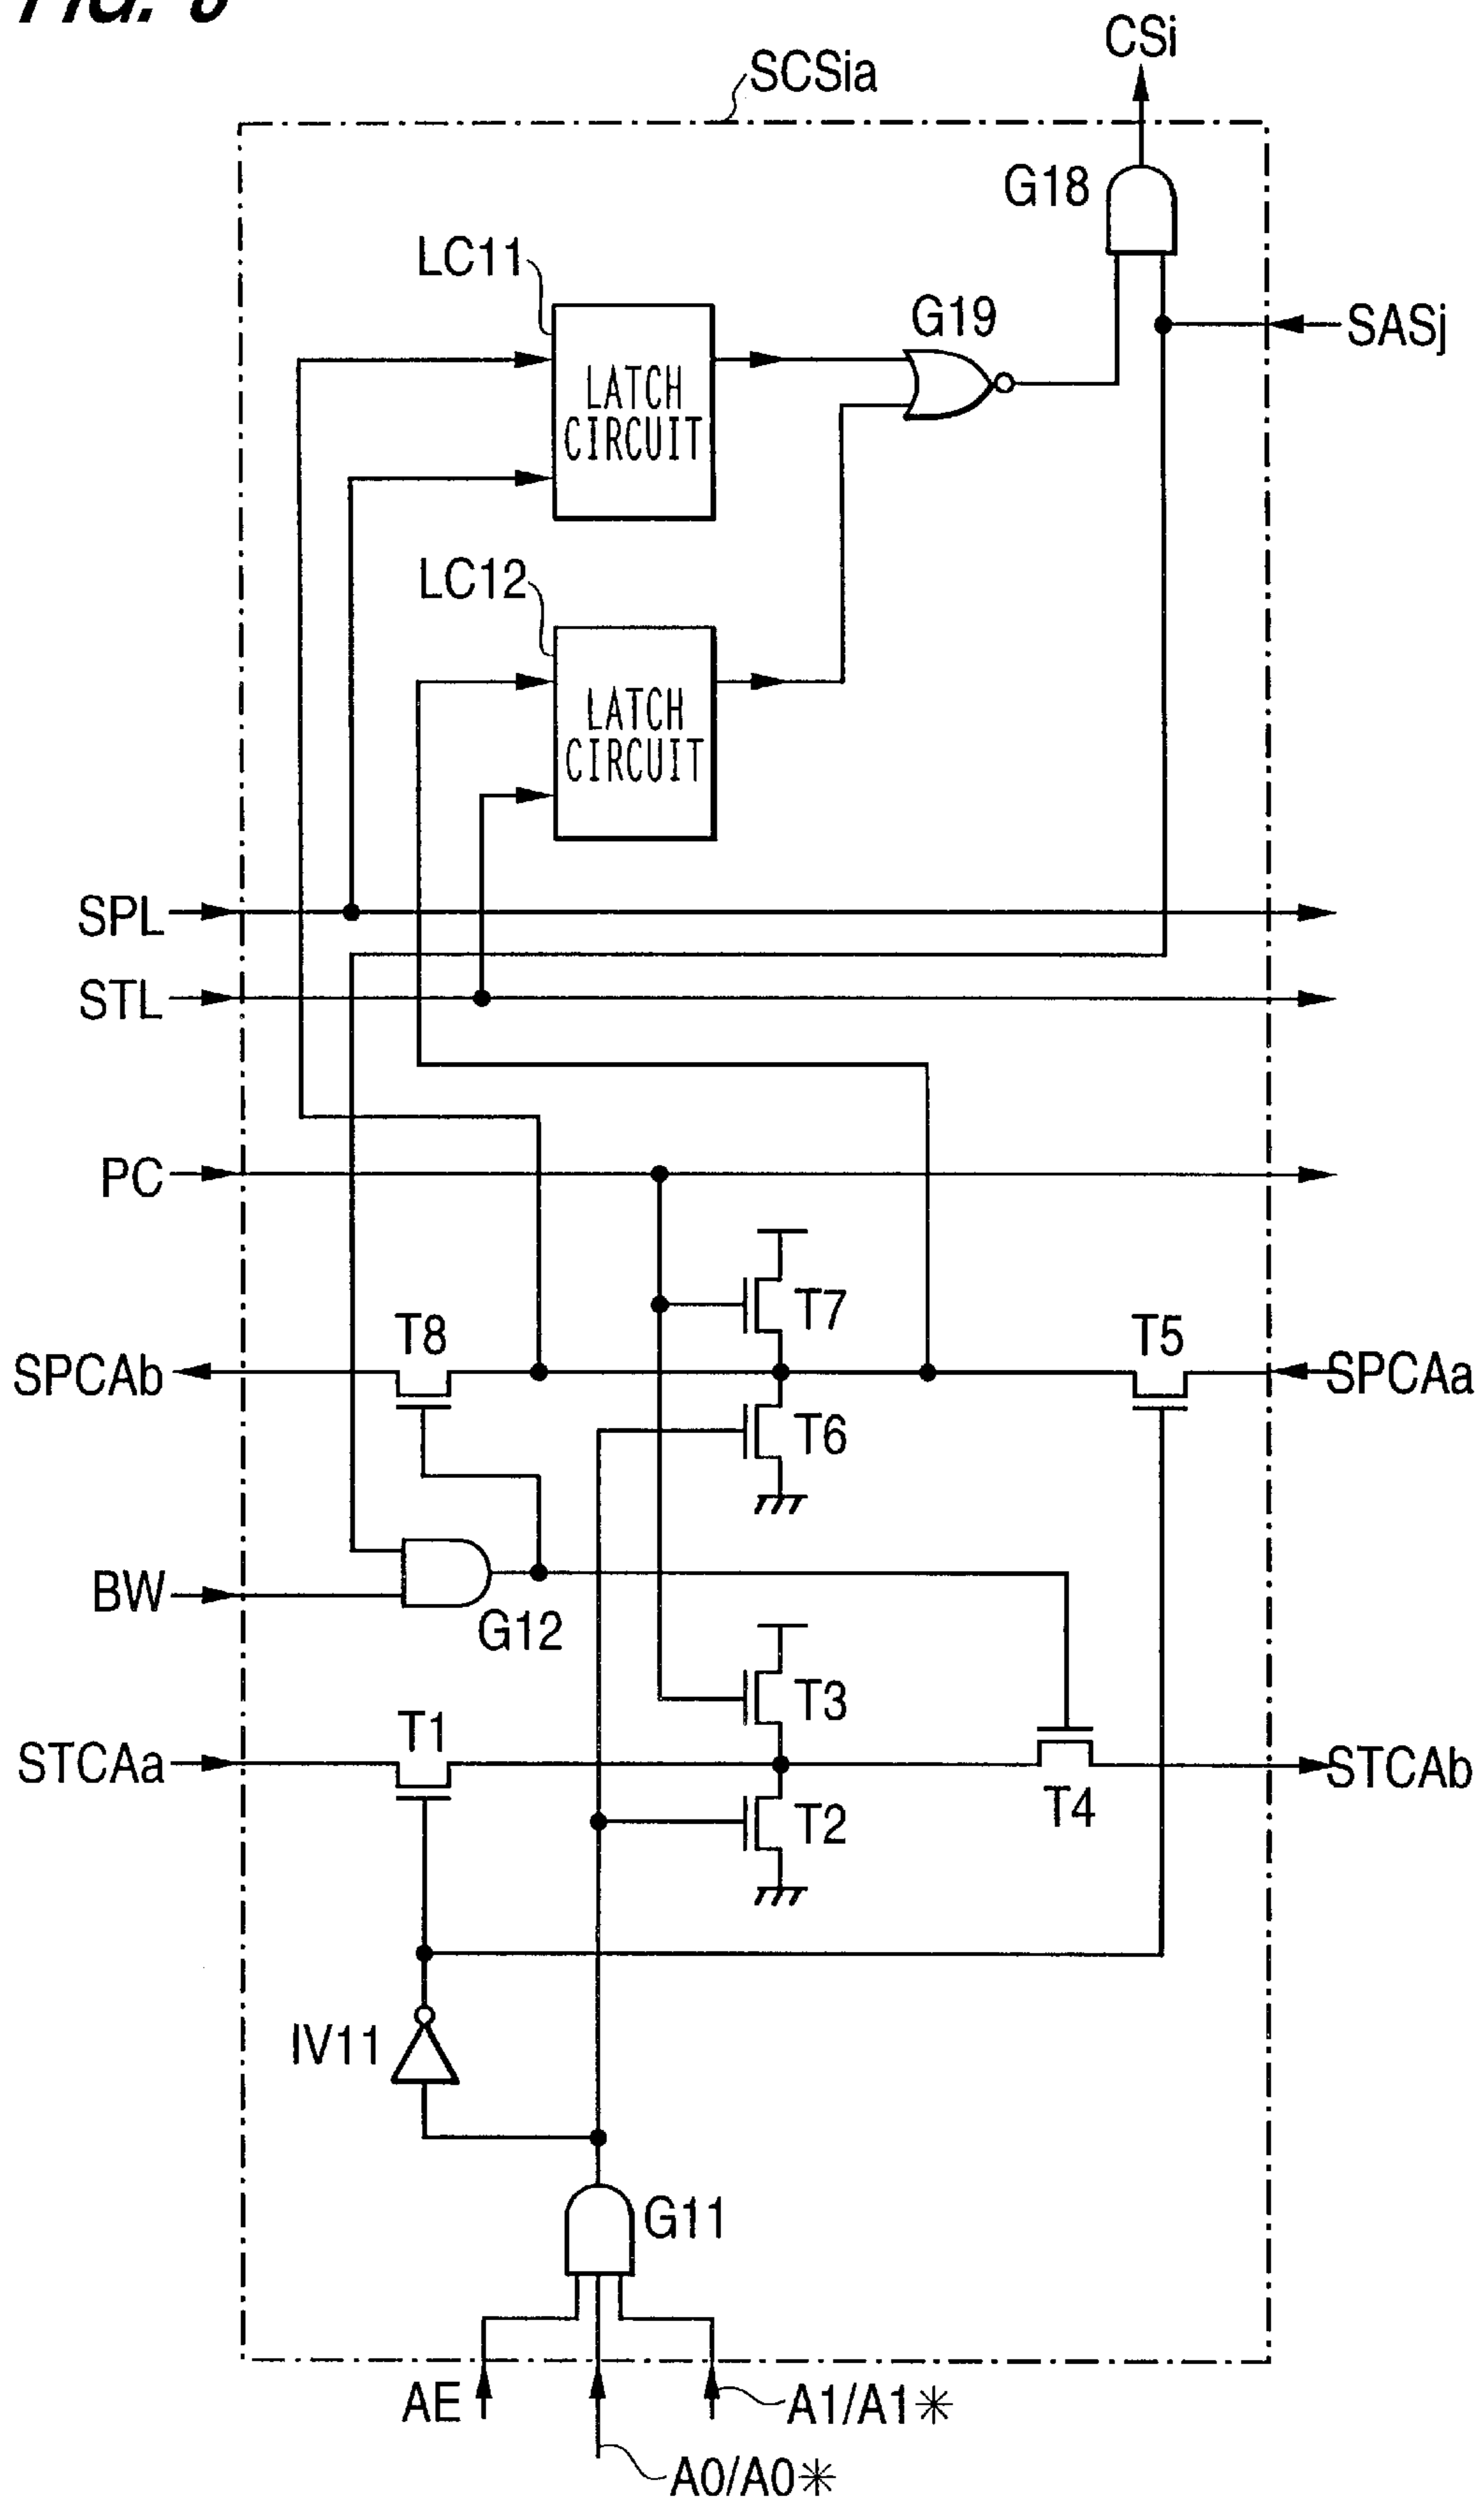 FIG.
CSi
SCSia
G18
LC11
G19
SASj
LATCH
CIRCUIT
LC12
LATCH
CIRCUIT
SPL
STL
PC
T7
T8
T5
SPCAb
SPCAa
T6
BW
G12
T3
T1
STCAa
STCAb
T4
T2
IV11
G11
AE
A1/A1✳
A0/A0✳